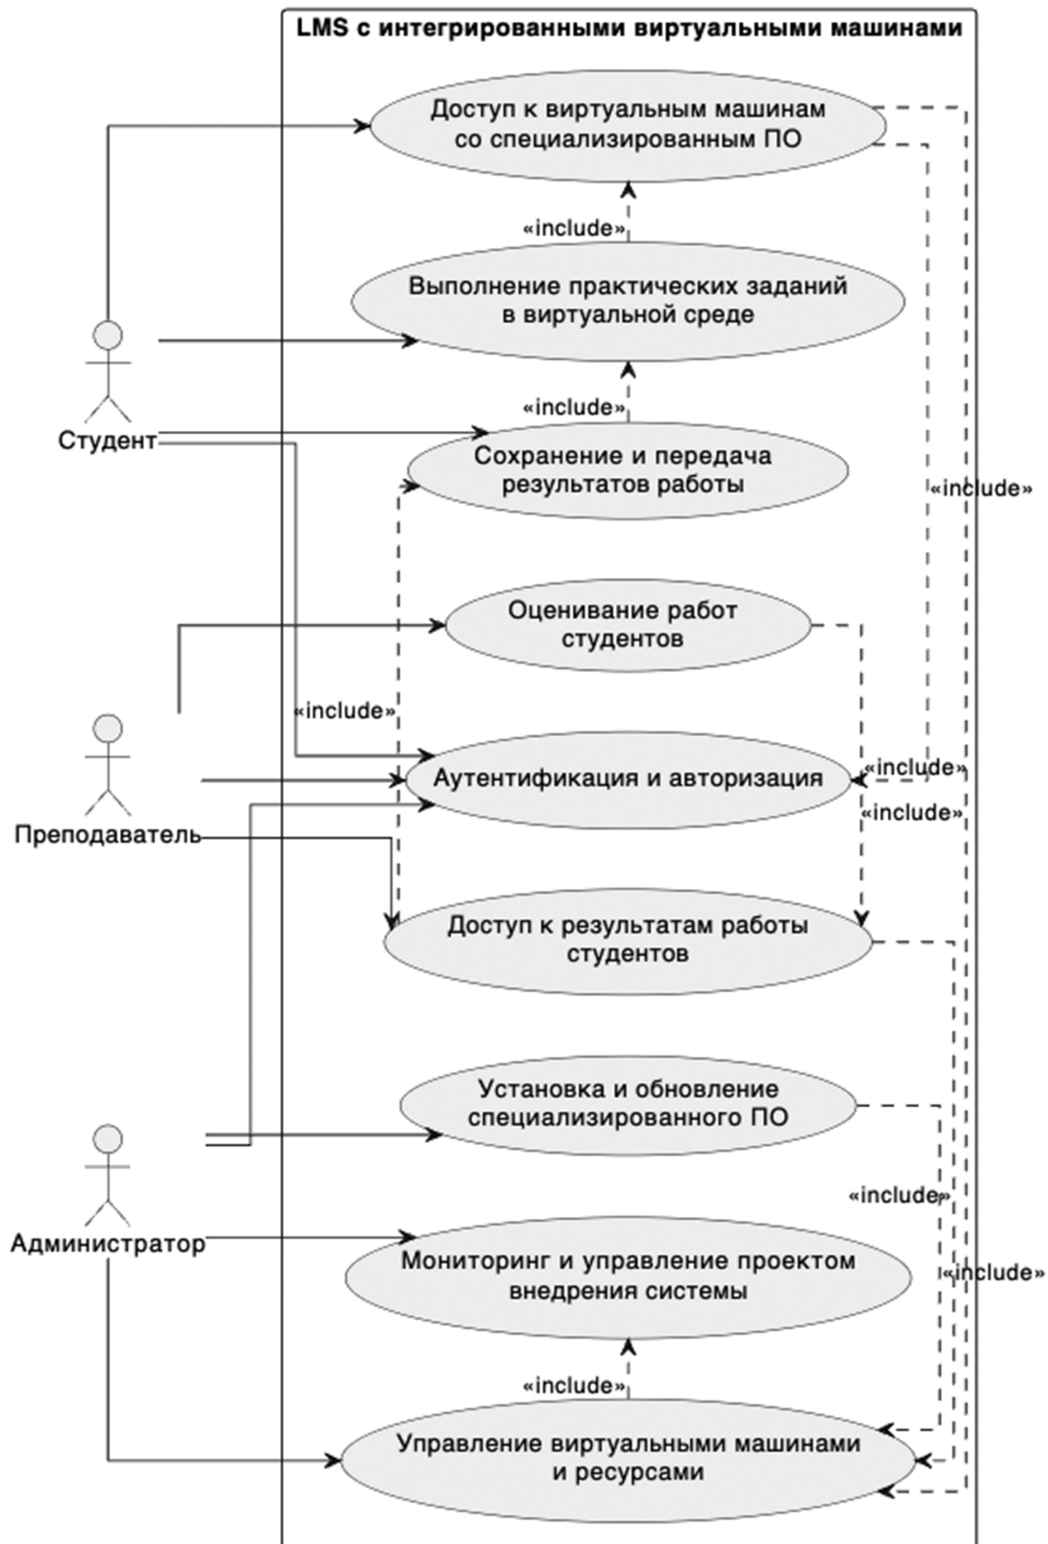 LMS с интегрированными виртуальными машинами
Доступ к виртуальным машинам
со специализированным ПО
«include»
Выполнение практических заданий
в виртуальной среде
«include»
Студент
Сохранение и передача
результатов работы
«include»
Оценивание работ
студентов
«include»
Аутентификация и авторизация
«include»
«include»
Преподаватель
Доступ к результатам работы
студентов
Установка и обновление
специализированного ПО
«include»
Администратор
Мониторинг и управление проектом
внедрения системы
«include»
«include»
Управление виртуальными машинами
и ресурсами